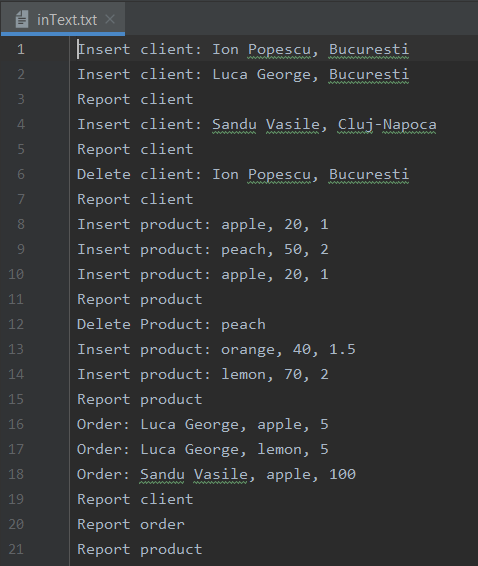 inText.txt
1 Insert client: Ion Popescu, Bucuresti
2 Insert client: Luca George, Bucuresti
3 Report client
4 Insert client: Sandu Vasile, Cluj-Napoca
5 Report client
6 Delete client: Ion Popescu, Bucuresti
7 Report client
8 Insert product: apple, 20, 1
9 Insert product: peach, 50, 2
10 Insert product: apple, 20, 1
11 Report product
12 Delete Product: peach
13 Insert product: orange, 40, 1.5
14 Insert product: lemon, 70, 2
15 Report product
16 Order: Luca George, apple, 5
17 Order: Luca George, lemon, 5
18 Order: Sandu Vasile, apple, 100
19 Report client
20 Report order
21 Report product